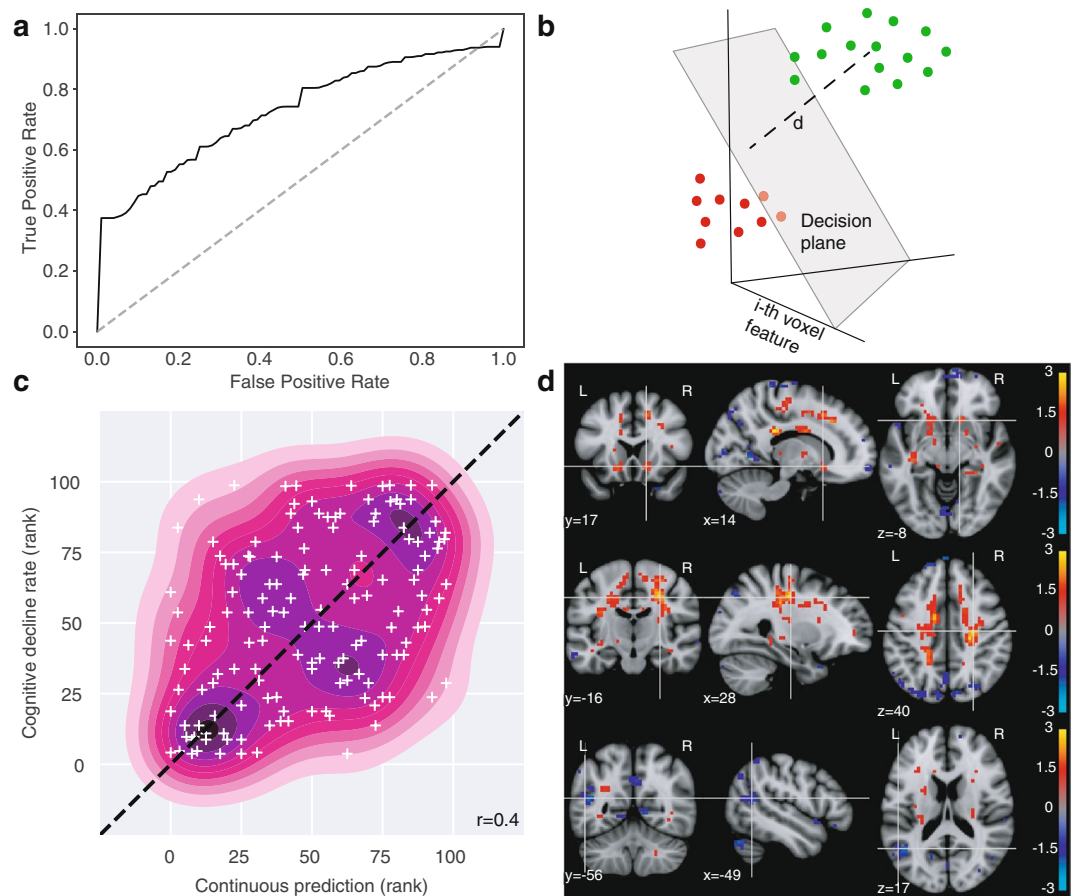 a
1.0
0.8
0.6
0.4
0.2
0.0
True Positive Rate
0.0 0.2 0.4 0.6 0.8 1.0
False Positive Rate
b
d
Decision
plane
i-th voxel
feature
c
100
75
50
25
0
Cognitive decline rate (rank)
r=0.4
0 25 50 75 100
Continuous prediction (rank)
d
L R L R 3
1.5
0
-1.5
y=17 x=14 z=-8 -3
L R L R 3
1.5
0
-1.5
y=-16 x=28 z=40 -3
L R L R 3
1.5
0
-1.5
y=-56 x=-49 z=17 -3